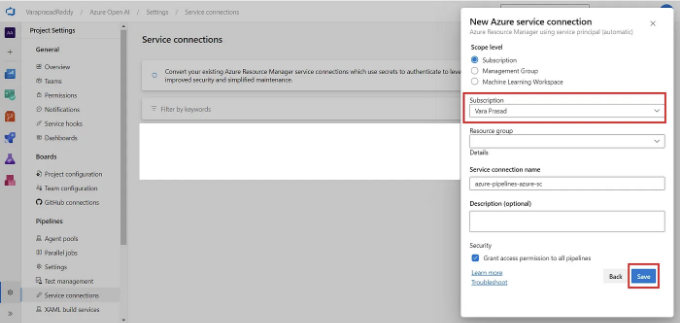 VaraprasadReddy / Azure Open AI / Settings / Service connections
AA
Project Settings
General
Overview
Teams
Permissions
Notifications
Service hooks
Dashboards
Boards
Project configuration
Team configuration
GitHub connections
Pipelines
Agent pools
Parallel jobs
Settings
Test management
Service connections
XAML build services
Service connections
Convert your existing Azure Resource Manager service connections which use secrets to authenticate to leve
improved security and simplified maintenance.
Filter by keywords
New Azure service connection
Azure Resource Manager using service principal (automatic)
Scope level
Subscription
Management Group
Machine Learning Workspace
Subscription
Vara Prasad
Resource group
Details
Service connection name
azure-pipelines-azure-sc
Description (optional)
Security
Grant access permission to all pipelines
Learn more
Troubleshoot
Back
Save